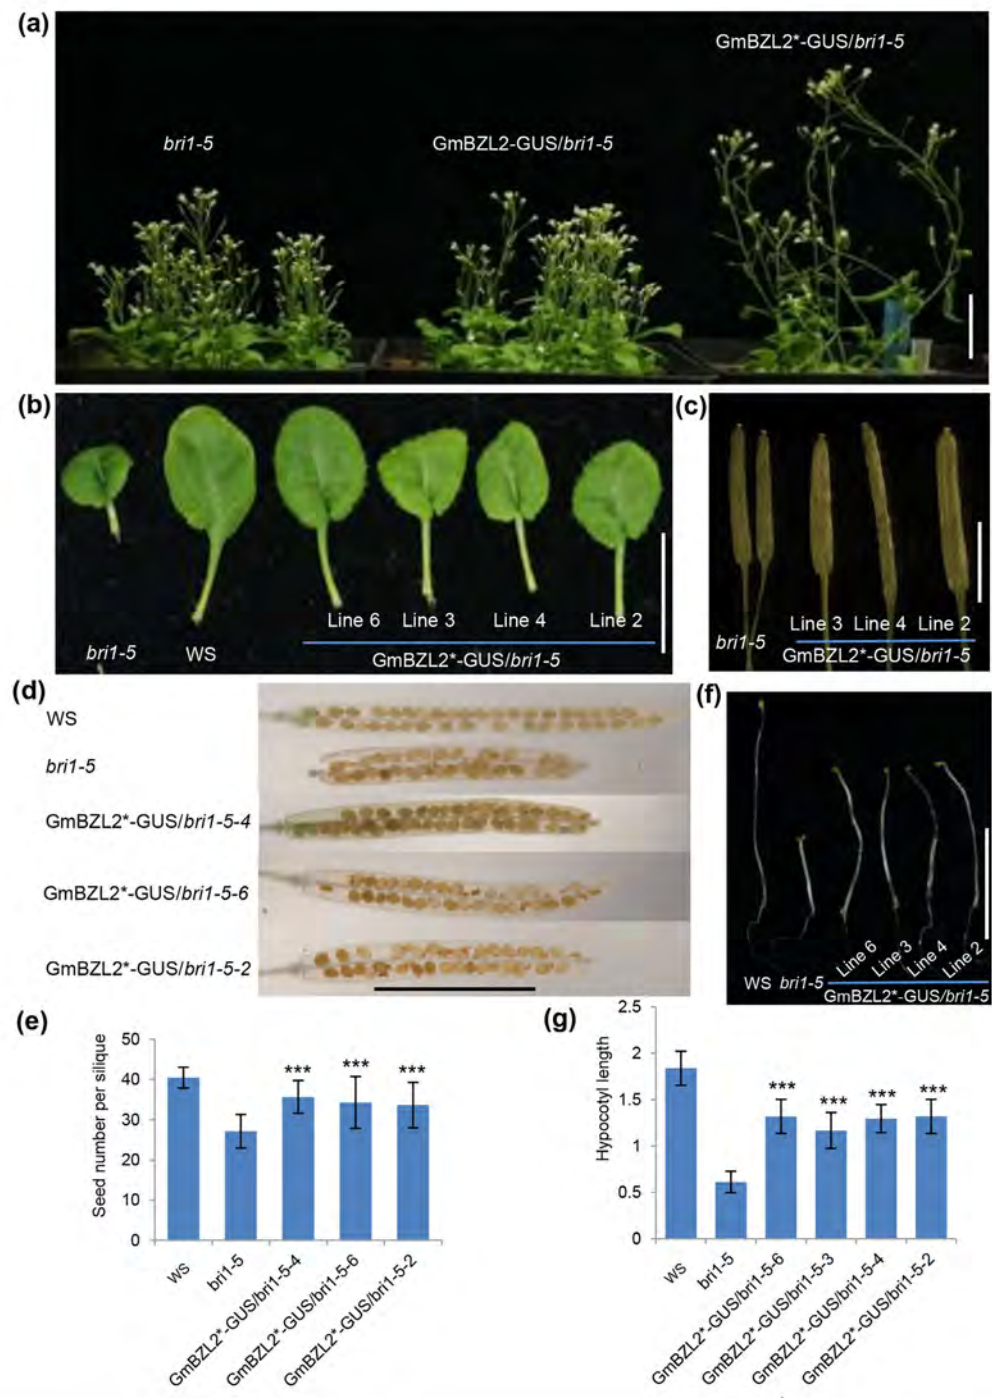 (a)
GmBZL2*-GUS/bri1-5
bri1-5
GmBZL2-GUS/bri1-5
(b)
Line 6 Line 3 Line 4 Line 2
bri1-5 WS
GmBZL2*-GUS/bri1-5
(c)
bri1-5
Line 3 Line 4 Line 2
GmBZL2*-GUS/bri1-5
(d)
WS
bri1-5
GmBZL2*-GUS/bri1-5-4
GmBZL2*-GUS/bri1-5-6
GmBZL2*-GUS/bri1-5-2
(f)
Line 6 Line 3 Line 4 Line 2
WS bri1-5
GmBZL2*-GUS/bri1-5
(e)
Seed number per silique
50
40
30
20
10
0
*** *** ***
WS
bri1-5
GmBZL2*-GUS/bri1-5-4
GmBZL2*-GUS/bri1-5-6
GmBZL2*-GUS/bri1-5-2
(g)
Hypocotyl length
2.5
2
1.5
1
0.5
0
*** *** *** ***
WS
bri1-5
GmBZL2*-GUS/bri1-5-6
GmBZL2*-GUS/bri1-5-3
GmBZL2*-GUS/bri1-5-4
GmBZL2*-GUS/bri1-5-2